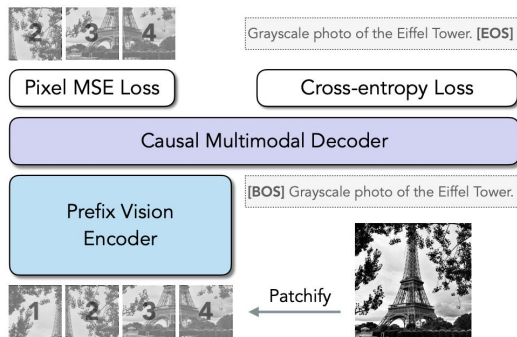 2 3 4
Grayscale photo of the Eiffel Tower. [EOS]
Pixel MSE Loss
Cross-entropy Loss
Causal Multimodal Decoder
Prefix Vision
Encoder
[BOS] Grayscale photo of the Eiffel Tower.
1 2 3 4
Patchify